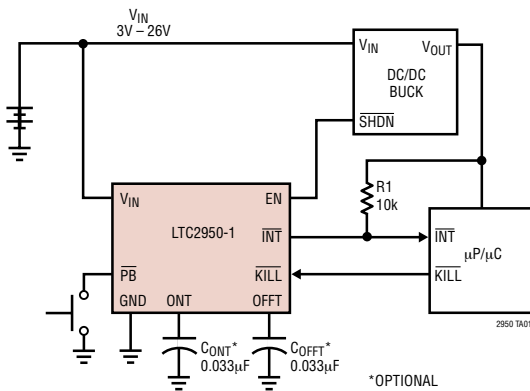 VIN
3V – 26V
VIN
VOUT
DC/DC
BUCK
SHDN
R1
10k
VIN
EN
LTC2950-1
INT
INT
µP/µC
PB
KILL
KILL
GND
ONT
OFFT
2950 TA01
CONT*
0.033µF
COFFT*
0.033µF
*OPTIONAL